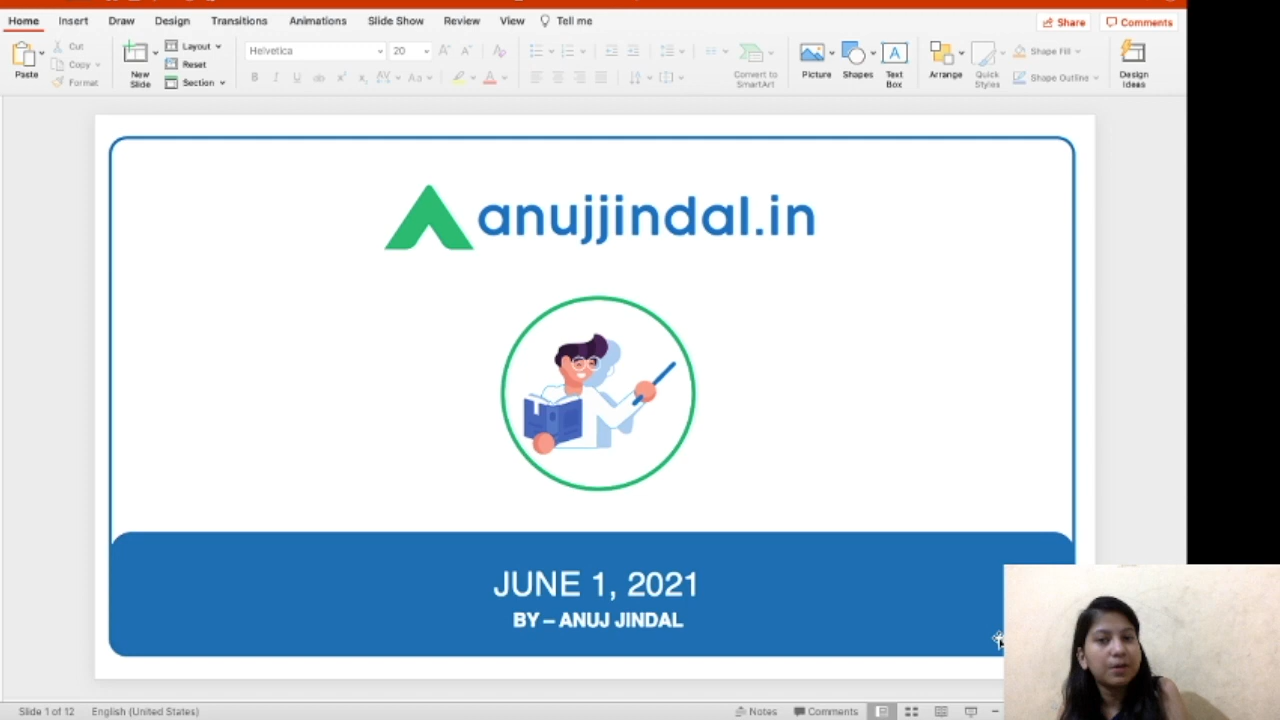 Home Insert Draw Design Transitions Animations Slide Show Review View Tell me Share Comments
Paste Cut Copy Format New Slide Layout Reset Section Helvetica 20 Convert to SmartArt Picture Shapes Text Box Arrange Quick Styles Shape Fill Shape Outline Design Ideas
anujjindal.in
JUNE 1, 2021
BY – ANUJ JINDAL
Slide 1 of 12 English (United States) Notes Comments